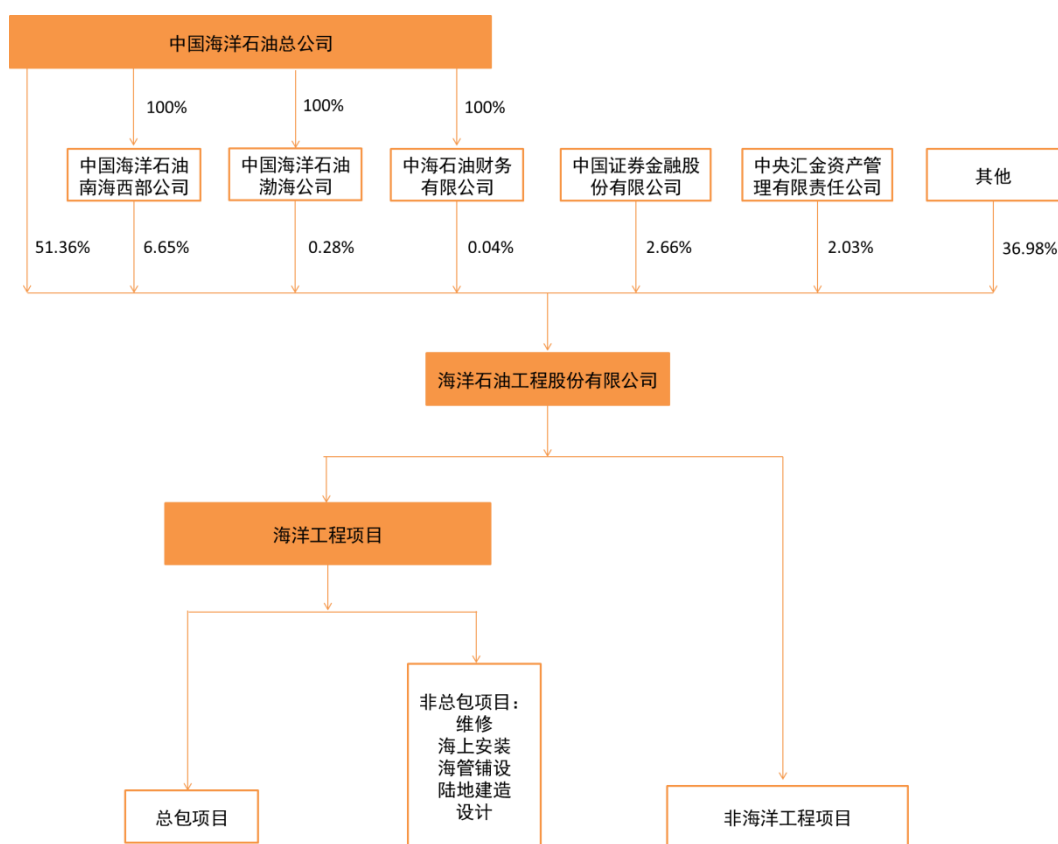 中国海洋石油总公司
100%
100%
100%
中国海洋石油
南海西部公司
中国海洋石油
渤海公司
中海石油财务
有限公司
中国证券金融股
份有限公司
中央汇金资产管
理有限责任公司
其他
51.36%
6.65%
0.28%
0.04%
2.66%
2.03%
36.98%
海洋石油工程股份有限公司
海洋工程项目
非总包项目：
维修
海上安装
海管铺设
陆地建造
设计
总包项目
非海洋工程项目